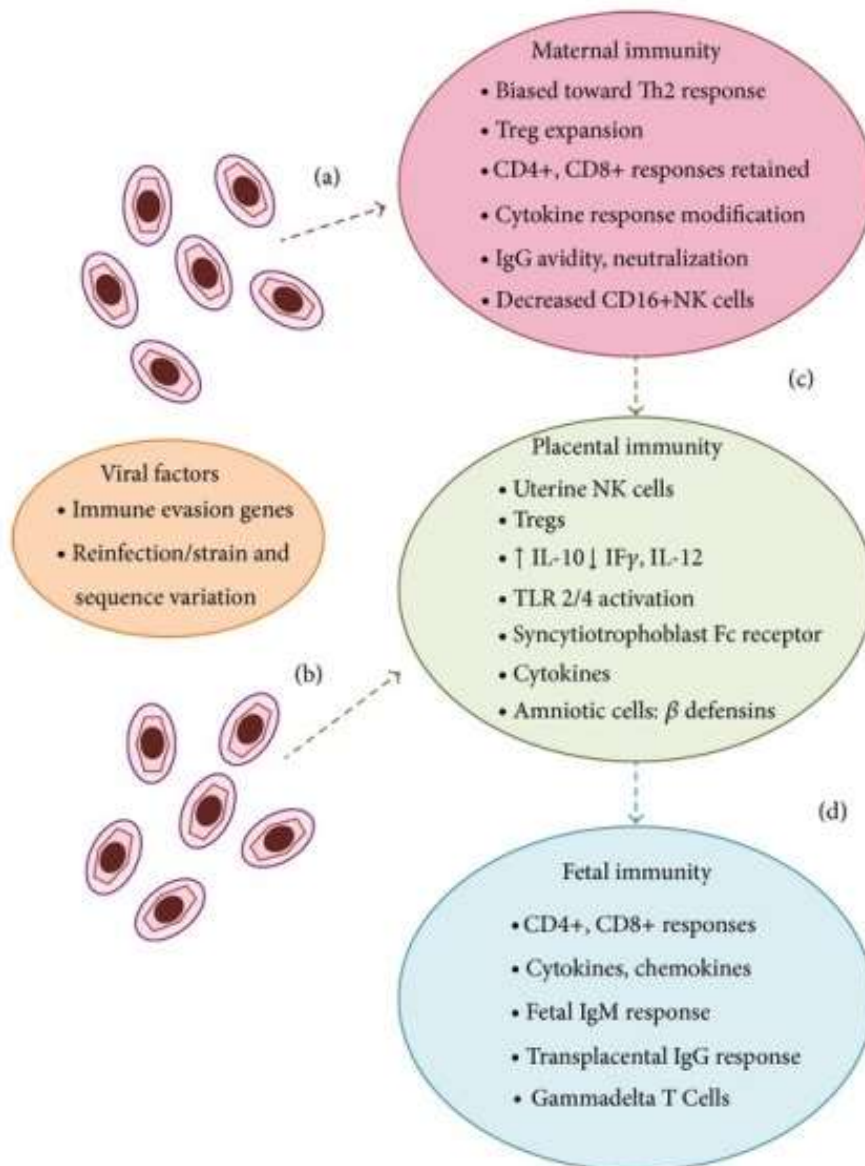 Maternal immunity
• Biased toward Th2 response
• Treg expansion
• CD4+, CD8+ responses retained
• Cytokine response modification
• IgG avidity, neutralization
• Decreased CD16+NK cells
(a)
(c)
Viral factors
• Immune evasion genes
• Reinfection/strain and
sequence variation
(b)
Placental immunity
• Uterine NK cells
• Tregs
• ↑ IL-10 ↓ IFγ, IL-12
• TLR 2/4 activation
• Syncytiotrophoblast Fc receptor
• Cytokines
• Amniotic cells: β defensins
(d)
Fetal immunity
• CD4+, CD8+ responses
• Cytokines, chemokines
• Fetal IgM response
• Transplacental IgG response
• Gammadelta T Cells